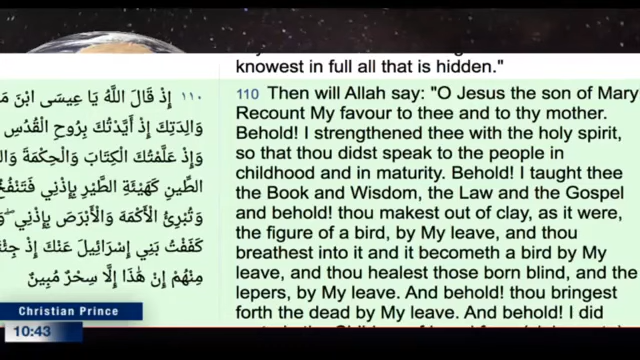 knowest in full all that is hidden."
١١٠ إِذْ قَالَ اللَّهُ يَا عِيسَى ابْنَ
وَالِدَتِكَ إِذْ أَيَّدْتُكَ بِرُوحِ الْقُدُسِ
وَإِذْ عَلَّمْتُكَ الْكِتَابَ وَالْحِكْمَةَ
الطِّينِ كَهَيْئَةِ الطَّيْرِ بِإِذْنِي فَتَنْفُخُ
وَتُبْرِئُ الْأَكْمَهَ وَالْأَبْرَصَ بِإِذْنِي ۖ
كَفَفْتُ بَنِي إِسْرَائِيلَ عَنْكَ إِذْ
مِنْهُمْ إِنْ هَٰذَا إِلَّا سِحْرٌ مُبِينٌ
110 Then will Allah say: "O Jesus the son of Mary
Recount My favour to thee and to thy mother.
Behold! I strengthened thee with the holy spirit,
so that thou didst speak to the people in
childhood and in maturity. Behold! I taught thee
the Book and Wisdom, the Law and the Gospel
and behold! thou makest out of clay, as it were,
the figure of a bird, by My leave, and thou
breathest into it and it becometh a bird by My
leave, and thou healest those born blind, and the
lepers, by My leave. And behold! thou bringest
forth the dead by My leave. And behold! I did
Christian Prince
10:43